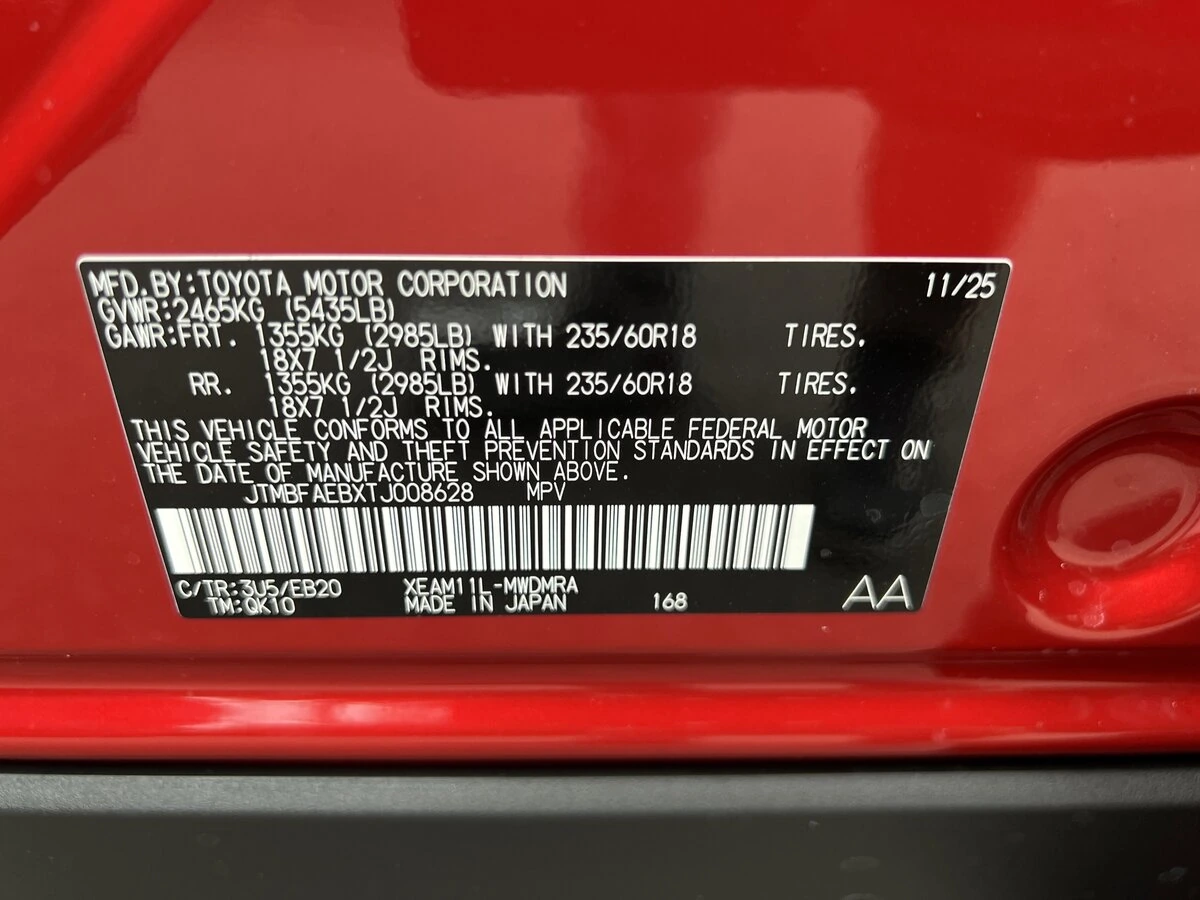 MFD.BY:TOYOTA MOTOR CORPORATION 11/25
GVWR:2465KG (5435LB)
GAWR:FRT. 1355KG (2985LB) WITH 235/60R18 TIRES.
18X7 1/2J RIMS.
RR. 1355KG (2985LB) WITH 235/60R18 TIRES.
18X7 1/2J RIMS.
THIS VEHICLE CONFORMS TO ALL APPLICABLE FEDERAL MOTOR
VEHICLE SAFETY AND THEFT PREVENTION STANDARDS IN EFFECT ON
THE DATE OF MANUFACTURE SHOWN ABOVE.
JTMBFAEBXTJ008628 MPV
C/TR:3U5/EB20 XEAM11L-MWDMRA
TM:QK10 MADE IN JAPAN 168 AA